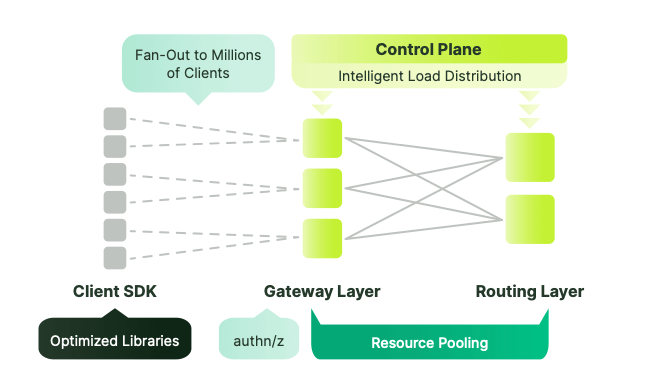 Fan-Out to Millions
of Clients
Control Plane
Intelligent Load Distribution
Client SDK
Gateway Layer
Routing Layer
Optimized Libraries
authn/z
Resource Pooling